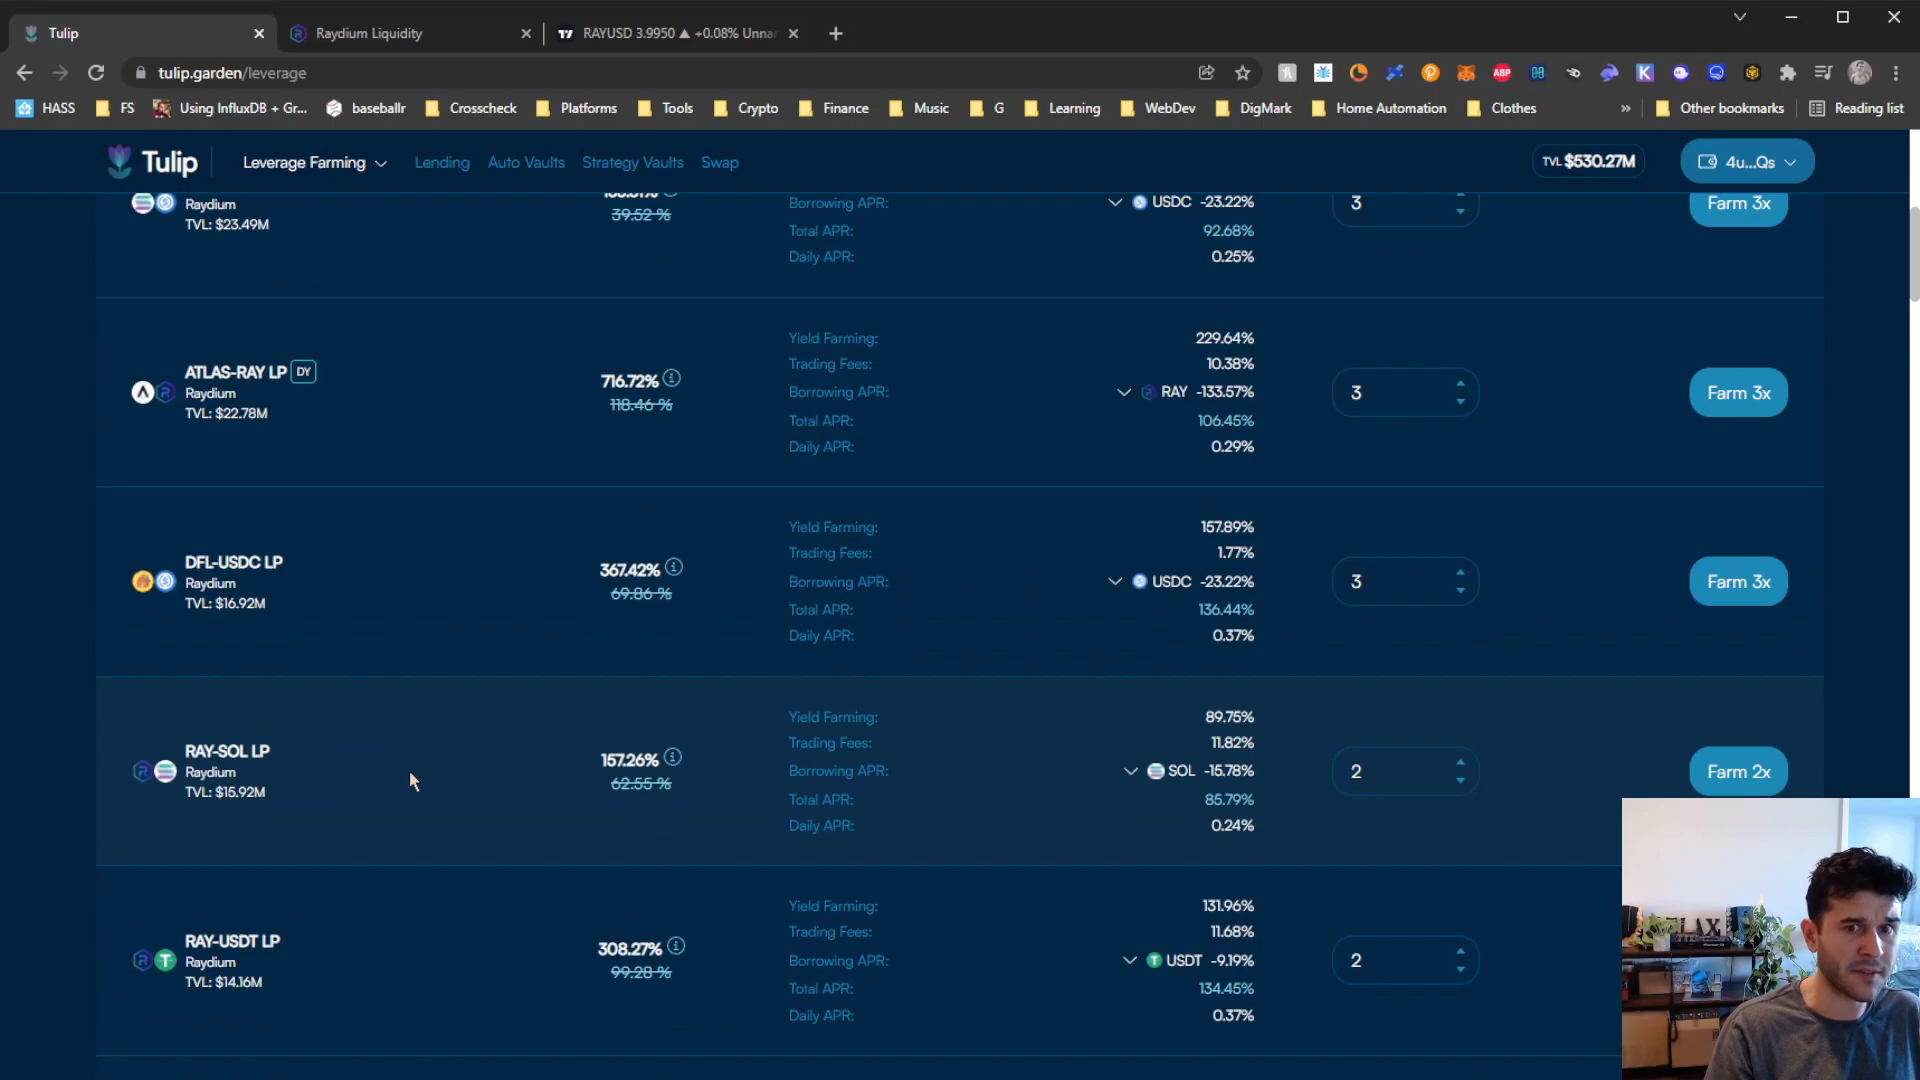 Tulip
Raydium Liquidity
RAYUSD 3.9950 ▲ +0.08% Unna
tulip.garden/leverage
HASS
FS
Using InfluxDB + Gr...
baseballr
Crosscheck
Platforms
Tools
Crypto
Finance
Music
G
Learning
WebDev
DigMark
Home Automation
Clothes
»
Other bookmarks
Reading list
Tulip
Leverage Farming
Lending
Auto Vaults
Strategy Vaults
Swap
TVL $530.27M
4u...Qs
Raydium
TVL: $23.49M
39.52 %
Borrowing APR:
USDC -23.22%
Total APR:
92.68%
Daily APR:
0.25%
3
Farm 3x
ATLAS-RAY LP DY
Raydium
TVL: $22.78M
716.72%
118.46 %
Yield Farming:
229.64%
Trading Fees:
10.38%
Borrowing APR:
RAY -133.57%
Total APR:
106.45%
Daily APR:
0.29%
3
Farm 3x
DFL-USDC LP
Raydium
TVL: $16.92M
367.42%
69.86 %
Yield Farming:
157.89%
Trading Fees:
1.77%
Borrowing APR:
USDC -23.22%
Total APR:
136.44%
Daily APR:
0.37%
3
Farm 3x
RAY-SOL LP
Raydium
TVL: $15.92M
157.26%
62.55 %
Yield Farming:
89.75%
Trading Fees:
11.82%
Borrowing APR:
SOL -15.78%
Total APR:
85.79%
Daily APR:
0.24%
2
Farm 2x
RAY-USDT LP
Raydium
TVL: $14.16M
308.27%
99.28 %
Yield Farming:
131.96%
Trading Fees:
11.68%
Borrowing APR:
USDT -9.19%
Total APR:
134.45%
Daily APR:
0.37%
2